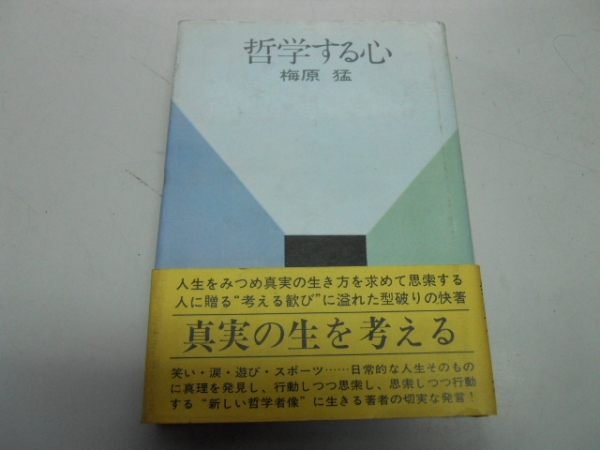 哲学する心
梅原 猛
人生をみつめ真実の生き方を求めて思索する
人に贈る“考える歓び”に溢れた型破りの快著
真実の生を考える
笑い・涙・遊び・スポーツ……日常的な人生そのもの
に真理を発見し、行動しつつ思索し、思索しつつ行動
する“新しい哲学者像”に生きる著者の切実な発言！